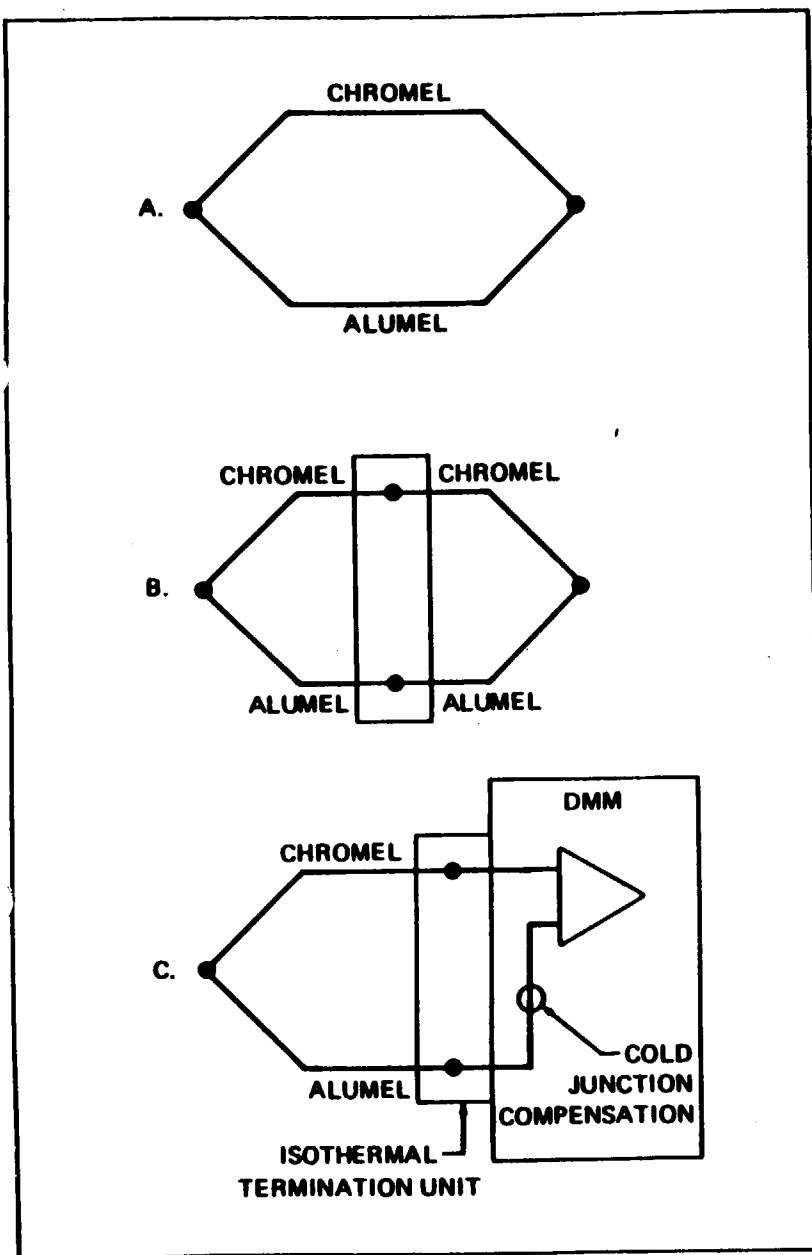 CHROMEL
A.
ALUMEL
CHROMEL CHROMEL
B.
ALUMEL ALUMEL
DMM
CHROMEL
C.
COLD
JUNCTION
COMPENSATION
ALUMEL
ISOTHERMAL
TERMINATION UNIT